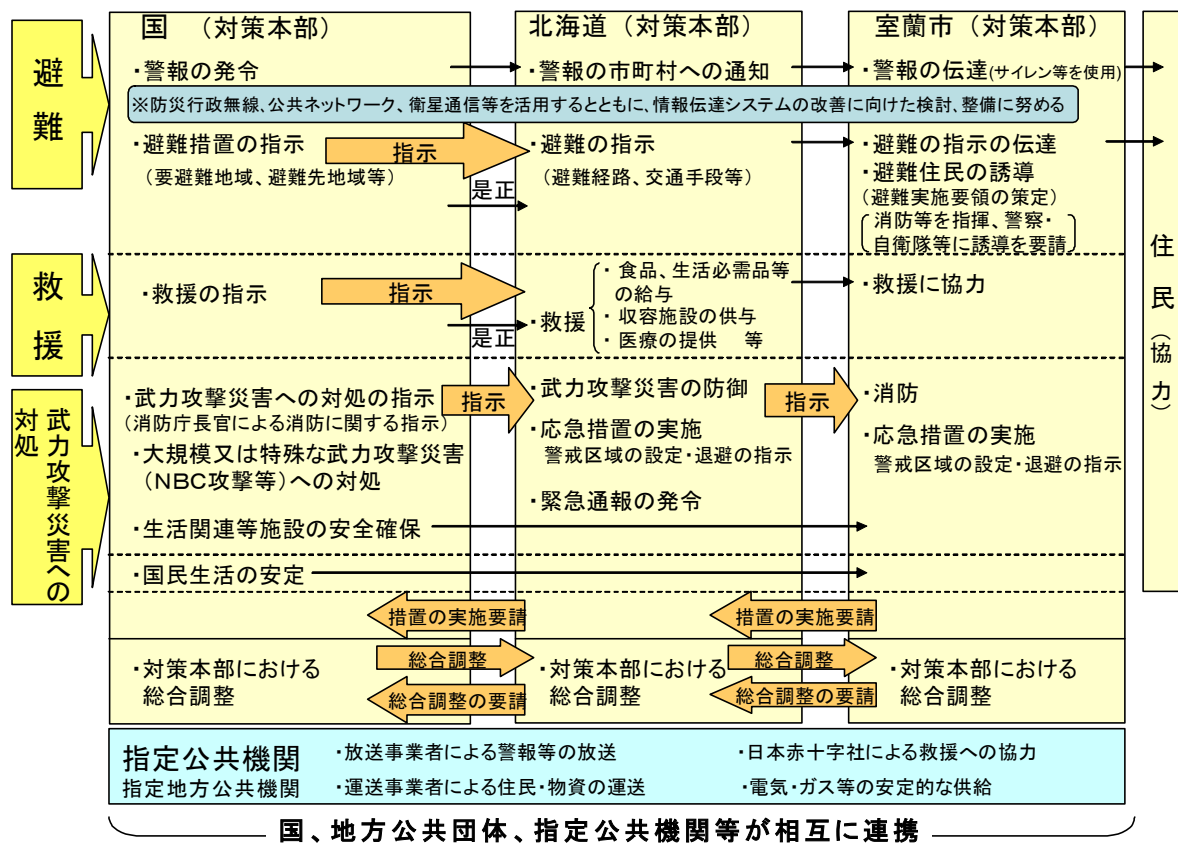 避難
国 （対策本部）
北海道（対策本部）
室蘭市（対策本部）
・警報の発令
・警報の市町村への通知
・警報の伝達(サイレン等を使用)
※防災行政無線、公共ネットワーク、衛星通信等を活用するとともに、情報伝達システムの改善に向けた検討、整備に努める
・避難措置の指示
（要避難地域、避難先地域等）
指示
是正
・避難の指示
（避難経路、交通手段等）
・避難の指示の伝達
・避難住民の誘導
（避難実施要領の策定）
消防等を指揮、警察・
自衛隊等に誘導を要請
救援
・救援の指示
指示
是正
・救援
・ 食品、生活必需品等
の給与
・ 収容施設の供与
・ 医療の提供 等
・救援に協力
武力攻撃災害への
対処
・武力攻撃災害への対処の指示
（消防庁長官による消防に関する指示）
・大規模又は特殊な武力攻撃災害
（NBC攻撃等）への対処
・生活関連等施設の安全確保
・国民生活の安定
指示
・武力攻撃災害の防御
・応急措置の実施
警戒区域の設定・退避の指示
・緊急通報の発令
指示
・消防
・応急措置の実施
警戒区域の設定・退避の指示
措置の実施要請
措置の実施要請
・対策本部における
総合調整
総合調整
総合調整の要請
・対策本部における
総合調整
総合調整
総合調整の要請
・対策本部における
総合調整
住民（協力）
指定公共機関
指定地方公共機関
・放送事業者による警報等の放送
・日本赤十字社による救援への協力
・運送事業者による住民・物資の運送
・電気・ガス等の安定的な供給
国、地方公共団体、指定公共機関等が相互に連携